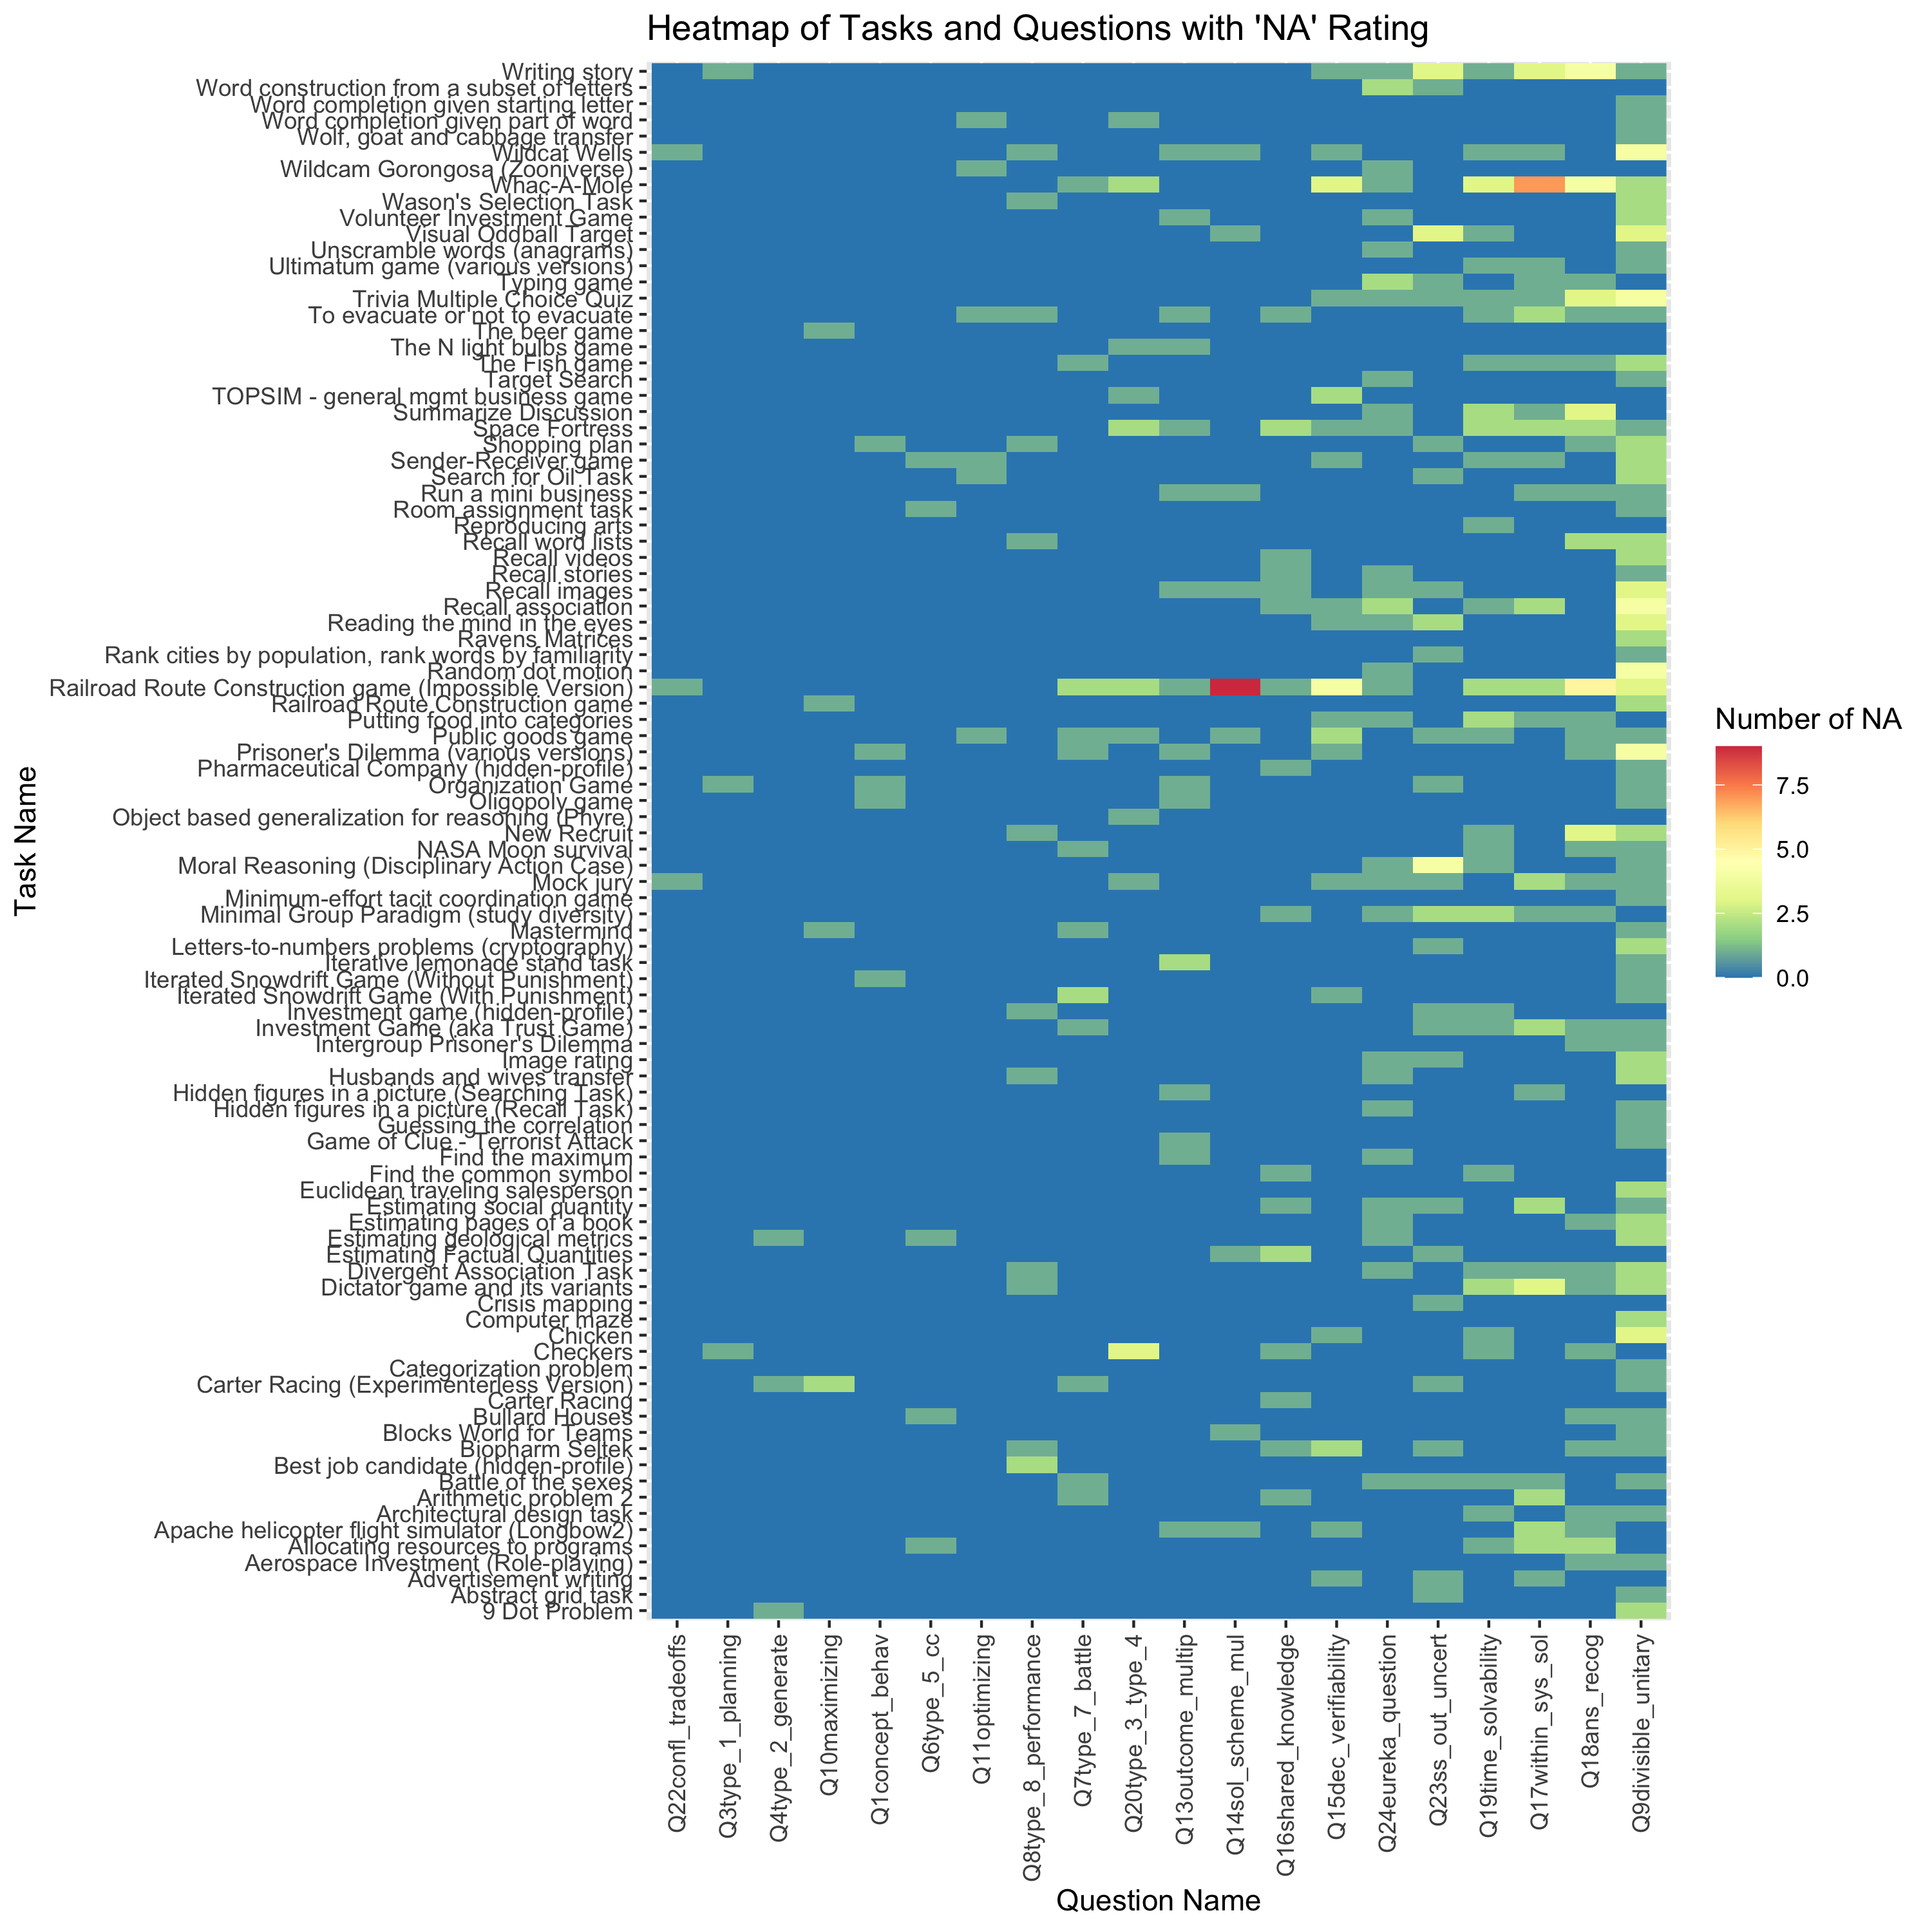 Heatmap of Tasks and Questions with 'NA' Rating
Task Name
Writing story
Word construction from a subset of letters
Word completion given starting letter
Word completion given part of word
Wolf, goat and cabbage transfer
Wildcat Wells
Wildcam Gorongosa (Zooniverse)
Whac-A-Mole
Wason's Selection Task
Volunteer Investment Game
Visual Oddball Target
Unscramble words (anagrams)
Ultimatum game (various versions)
Typing game
Trivia Multiple Choice Quiz
To evacuate or not to evacuate
The beer game
The N light bulbs game
The Fish game
Target Search
TOPSIM - general mgmt business game
Summarize Discussion
Space Fortress
Shopping plan
Sender-Receiver game
Search for Oil Task
Run a mini business
Room assignment task
Reproducing arts
Recall word lists
Recall videos
Recall stories
Recall images
Recall association
Reading the mind in the eyes
Ravens Matrices
Rank cities by population, rank words by familiarity
Random dot motion
Railroad Route Construction game (Impossible Version)
Railroad Route Construction game
Putting food into categories
Public goods game
Prisoner's Dilemma (various versions)
Pharmaceutical Company (hidden-profile)
Organization Game
Oligopoly game
Object based generalization for reasoning (Phyre)
New Recruit
NASA Moon survival
Moral Reasoning (Disciplinary Action Case)
Mock jury
Minimum-effort tacit coordination game
Minimal Group Paradigm (study diversity)
Mastermind
Letters-to-numbers problems (cryptography)
Iterative lemonade stand task
Iterated Snowdrift Game (Without Punishment)
Iterated Snowdrift Game (With Punishment)
Investment game (hidden-profile)
Investment Game (aka Trust Game)
Intergroup Prisoner's Dilemma
Image rating
Husbands and wives transfer
Hidden figures in a picture (Searching Task)
Hidden figures in a picture (Recall Task)
Guessing the correlation
Game of Clue - Terrorist Attack
Find the maximum
Find the common symbol
Euclidean traveling salesperson
Estimating social quantity
Estimating pages of a book
Estimating geological metrics
Estimating Factual Quantities
Divergent Association Task
Dictator game and its variants
Crisis mapping
Computer maze
Chicken
Checkers
Categorization problem
Carter Racing (Experimenterless Version)
Carter Racing
Bullard Houses
Blocks World for Teams
Biopharm Seltek
Best job candidate (hidden-profile)
Battle of the sexes
Arithmetic problem 2
Architectural design task
Apache helicopter flight simulator (Longbow2)
Allocating resources to programs
Aerospace Investment (Role-playing)
Advertisement writing
Abstract grid task
9 Dot Problem
Q22confl_tradeoffs
Q3type_1_planning
Q4type_2_generate
Q10maximizing
Q1concept_behav
Q6type_5_cc
Q11optimizing
Q8type_8_performance
Q7type_7_battle
Q20type_3_type_4
Q13outcome_multip
Q14sol_scheme_mul
Q16shared_knowledge
Q15dec_verifiability
Q24eureka_question
Q23ss_out_uncert
Q19time_solvability
Q17within_sys_sol
Q18ans_recog
Q9divisible_unitary
Question Name
Number of NA
7.5
5.0
2.5
0.0